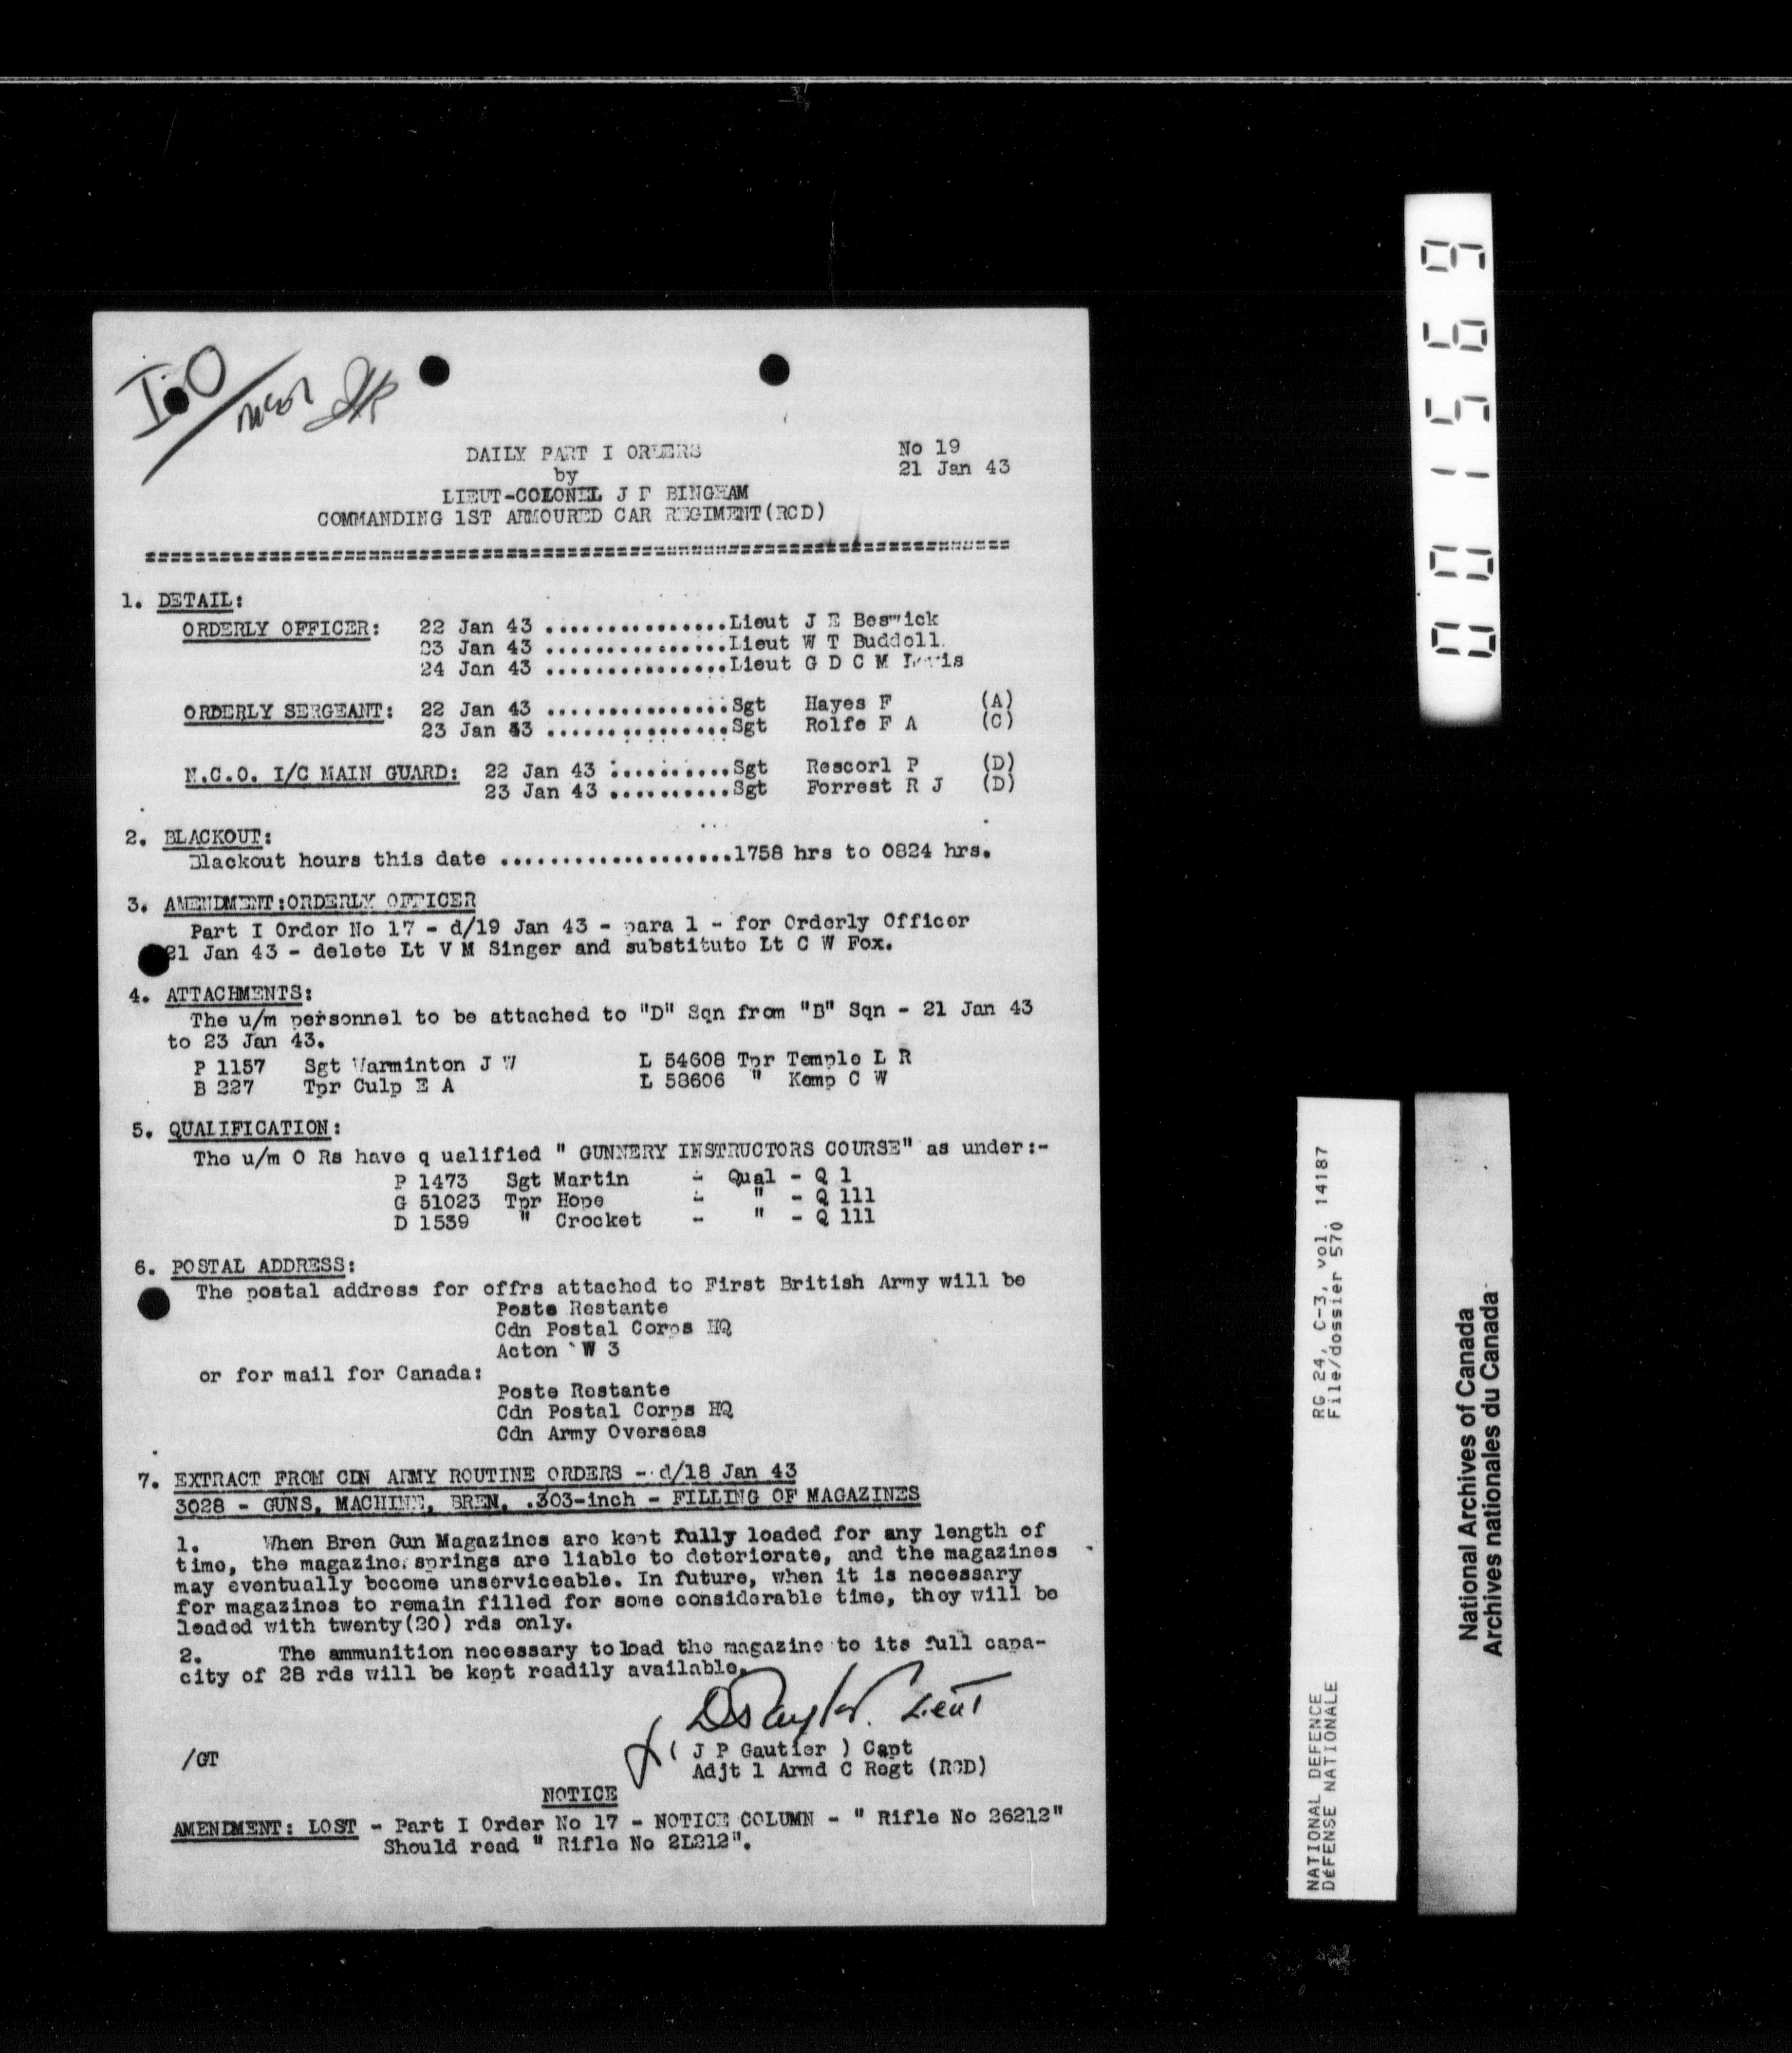 I.O
DAILY PART I ORDERS
No 19
by
21 Jan 43
LIEUT-COLONEL J F BINGHAM
COMMANDING 1ST ARMOURED CAR REGIMENT(RCD)
1. DETAIL:
ORDERLY OFFICER: 22 Jan 43 ...............Lieut J E Beswick
23 Jan 43 ...............Lieut W T Buddell.
24 Jan 43 ...............Lieut G D C M Lewis
ORDERLY SERGEANT: 22 Jan 43 ...............Sgt Hayes F (A)
23 Jan 43 ...............Sgt Rolfe F A (C)
N.C.O. I/C MAIN GUARD: 22 Jan 43 ..........Sgt Rescorl P (D)
23 Jan 43 ..........Sgt Forrest R J (D)
2. BLACKOUT:
Blackout hours this date ...................1758 hrs to 0824 hrs.
3. AMENDMENT:ORDERLY OFFICER
Part I Order No 17 - d/19 Jan 43 - para 1 - for Orderly Officer
21 Jan 43 - delete Lt V M Singer and substitute Lt C W Fox.
4. ATTACHMENTS:
The u/m personnel to be attached to "D" Sqn from "B" Sqn - 21 Jan 43
to 23 Jan 43.
P 1157 Sgt Warminton J W L 54608 Tpr Temple L R
B 227 Tpr Culp E A L 58606 " Kemp C W
5. QUALIFICATION:
The u/m O Rs have q ualified " GUNNERY INSTRUCTORS COURSE" as under:-
P 1473 Sgt Martin - Qual - Q 1
G 51023 Tpr Hope - " - Q 111
D 1539 " Crocket - " - Q 111
6. POSTAL ADDRESS:
The postal address for offrs attached to First British Army will be
Poste Restante
Cdn Postal Corps HQ
Acton W 3
or for mail for Canada:
Poste Restante
Cdn Postal Corps HQ
Cdn Army Overseas
7. EXTRACT FROM CDN ARMY ROUTINE ORDERS - d/18 Jan 43
3028 - GUNS, MACHINE, BREN, .303-inch - FILLING OF MAGAZINES
1. When Bren Gun Magazines are kept fully loaded for any length of
time, the magazine springs are liable to deteriorate, and the magazines
may eventually become unserviceable. In future, when it is necessary
for magazines to remain filled for some considerable time, they will be
loaded with twenty(20) rds only.
2. The ammunition necessary to load the magazine to its full capa-
city of 28 rds will be kept readily available.
DS Taylor. Lieut
/GT
( J P Gautier ) Capt
Adjt 1 Armd C Regt (RCD)
NOTICE
AMENDMENT: LOST - Part I Order No 17 - NOTICE COLUMN - " Rifle No 26212"
Should read " Rifle No 2L212".
001569
NATIONAL DEFENCE RG 24, C-3, vol. 14187
DéFENSE NATIONALE File/dossier 570
National Archives of Canada
Archives nationales du Canada